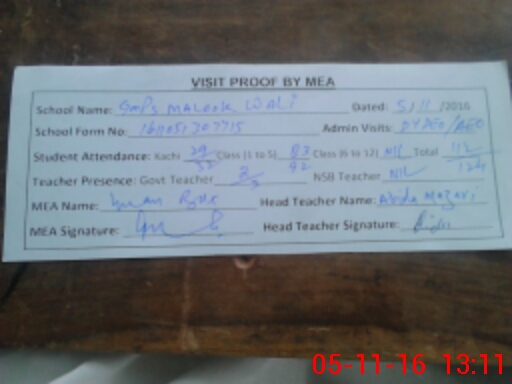 VISIT PROOF BY MEA
School Name: GMPS MALOOK WALI Dated: 5/11/2016
School Form No: Admin Visits: DYDEO/AEO
Student Attendance: Kachi 29/32 Class (1 to 5) 83/92 Class (6 to 12) NIL Total 112/124
Teacher Presence: Govt Teacher 3/3 NSB Teacher NIL
MEA Name: Head Teacher Name: Abida Mazari
MEA Signature: Head Teacher Signature:
05-11-16 13:11